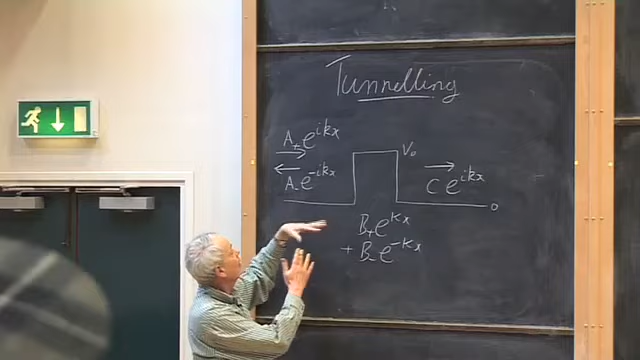 Tunnelling
A₊e^{ikx}
A₋e^{-ikx}
V₀
Ce^{ikx}
0
B₊e^{Kx}
+ B₋e^{-Kx}